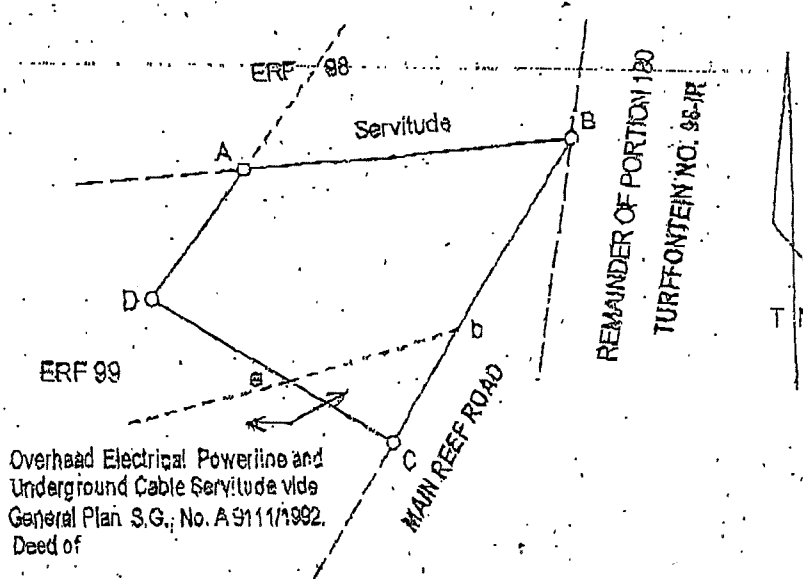 ERF 98
Servitude
A
B
REMAINDER OF PORTION 180
TURFFONTEIN NO. 96-IR
T N
D
b
ERF 99
a
C
MAIN REEF ROAD
Overhead Electrical Powerline and
Underground Cable Servitude vide
General Plan S.G.; No. A 9111/1992.
Deed of